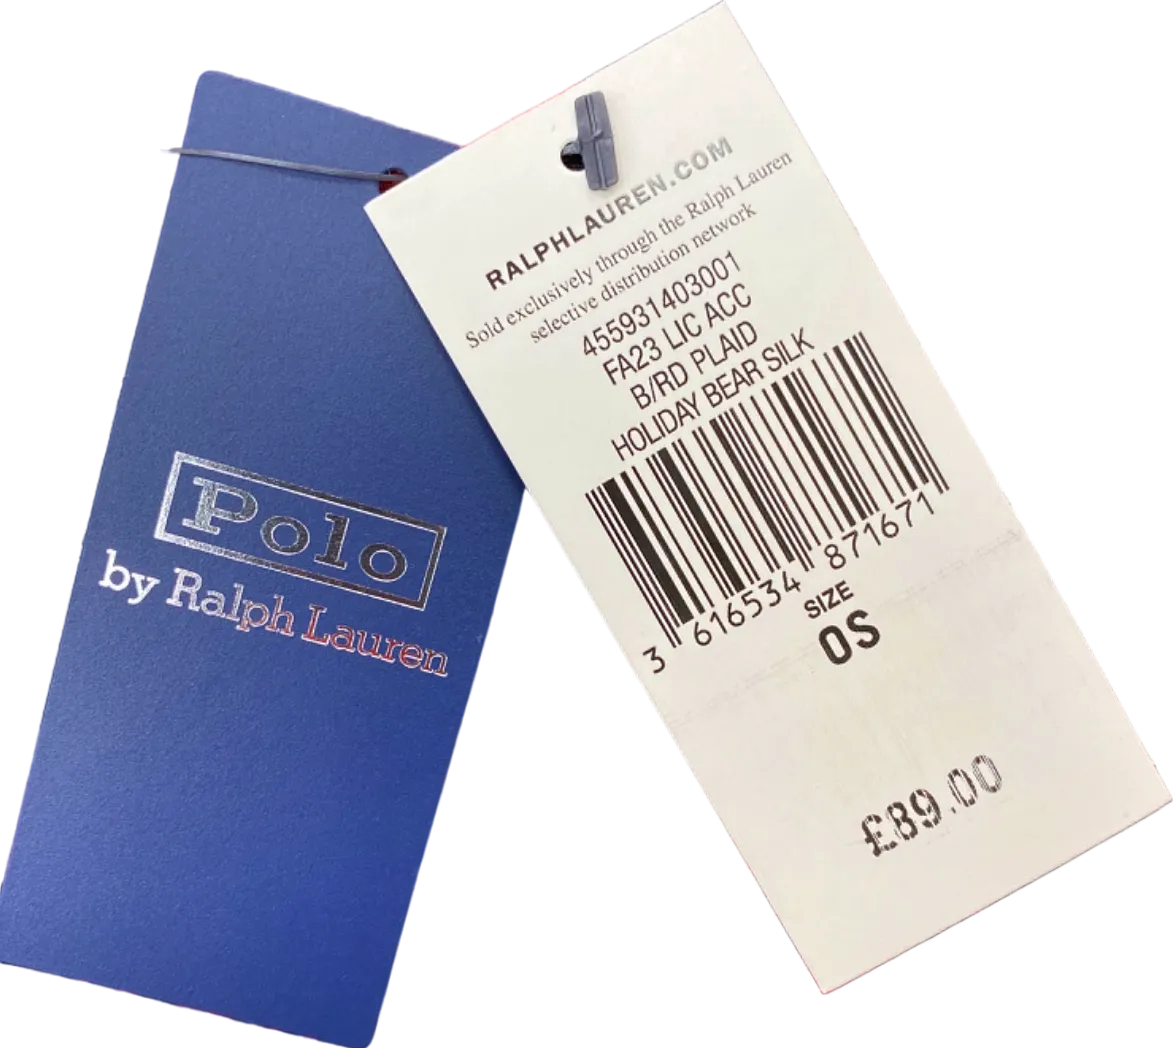 Polo
by Ralph Lauren
RALPHLAUREN.COM
Sold exclusively through the Ralph Lauren
selective distribution network
455931403001
FA23 LIC ACC
B/RD PLAID
HOLIDAY BEAR SILK
3 616534 871671
SIZE
OS
£89.00